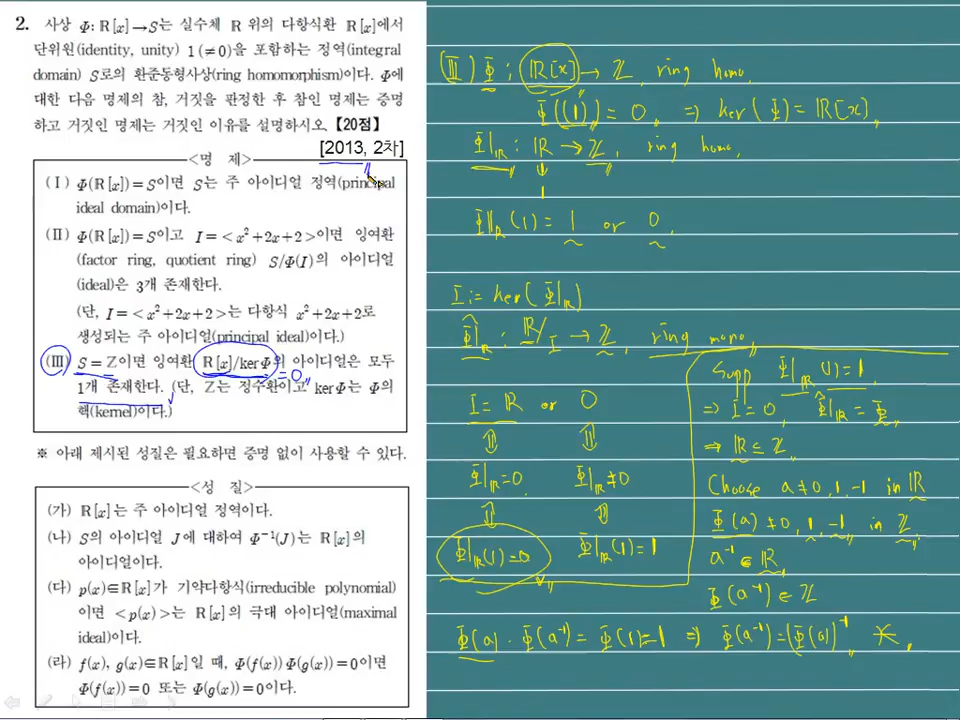 2. 사상 Φ: R[x]→S는 실수체 R 위의 다항식환 R[x]에서
단위원(identity, unity) 1(≠0)을 포함하는 정역(integral
domain) S로의 환준동형사상(ring homomorphism)이다. Φ에
대한 다음 명제의 참, 거짓을 판정한 후 참인 명제는 증명
하고 거짓인 명제는 거짓인 이유를 설명하시오.【20점】
[2013, 2차]
<명 제>
(Ⅰ) Φ(R[x])=S이면 S는 주 아이디얼 정역(principal
ideal domain)이다.
(Ⅱ) Φ(R[x])=S이고 I=<x²+2x+2>이면 잉여환
(factor ring, quotient ring) S/Φ(I)의 아이디얼
(ideal)은 3개 존재한다.
(단, I=<x²+2x+2>는 다항식 x²+2x+2로
생성되는 주 아이디얼(principal ideal)이다.)
(Ⅲ) S=Z이면 잉여환 R[x]/kerΦ의 아이디얼은 모두
=0,
1개 존재한다. (단, Z는 정수환이고 kerΦ는 Φ의
핵(kernel)이다.)
※ 아래 제시된 성질은 필요하면 증명 없이 사용할 수 있다.
<성 질>
(가) R[x]는 주 아이디얼 정역이다.
(나) S의 아이디얼 J에 대하여 Φ⁻¹(J)는 R[x]의
아이디얼이다.
(다) p(x)∈R[x]가 기약다항식(irreducible polynomial)
이면 <p(x)>는 R[x]의 극대 아이디얼(maximal
ideal)이다.
(라) f(x), g(x)∈R[x]일 때, Φ(f(x))Φ(g(x))=0이면
Φ(f(x))=0 또는 Φ(g(x))=0이다.
(Ⅲ) Φ: R[x] → Z, ring homo,
Φ((1)) = 0, ⇒ ker(Φ) = R[x],
Φ|R : R → Z, ring homo,
1
Φ|R (1) = 1 or 0,
I := ker(Φ|R)
Φ̂|R : R/I → Z, ring mono,
I = R or 0
⇕ ⇕
Φ|R = 0, Φ|R ≠ 0
⇕ ⇕
Φ|R(1) = 0 Φ|R(1) = 1
Supp Φ|R (1) = 1,
⇒ I = 0, Φ̂|R = Φ,
⇒ R ≤ Z,
Choose a ≠ 0, 1, -1 in R
Φ(a) ≠ 0, 1, -1 in Z,
a⁻¹ ∈ R,
Φ(a⁻¹) ∈ Z
Φ(a) · Φ(a⁻¹) = Φ(1) = 1 ⇒ Φ(a⁻¹) = (Φ(a))⁻¹, ※,